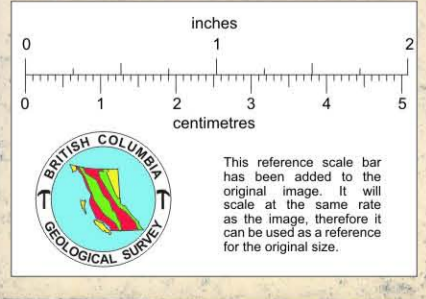 inches
0 1 2
0 1 2 3 4 5
centimetres
BRITISH COLUMBIA
GEOLOGICAL SURVEY
This reference scale bar
has been added to the
original image. It will
scale at the same rate
as the image, therefore it
can be used as a reference
for the original size.